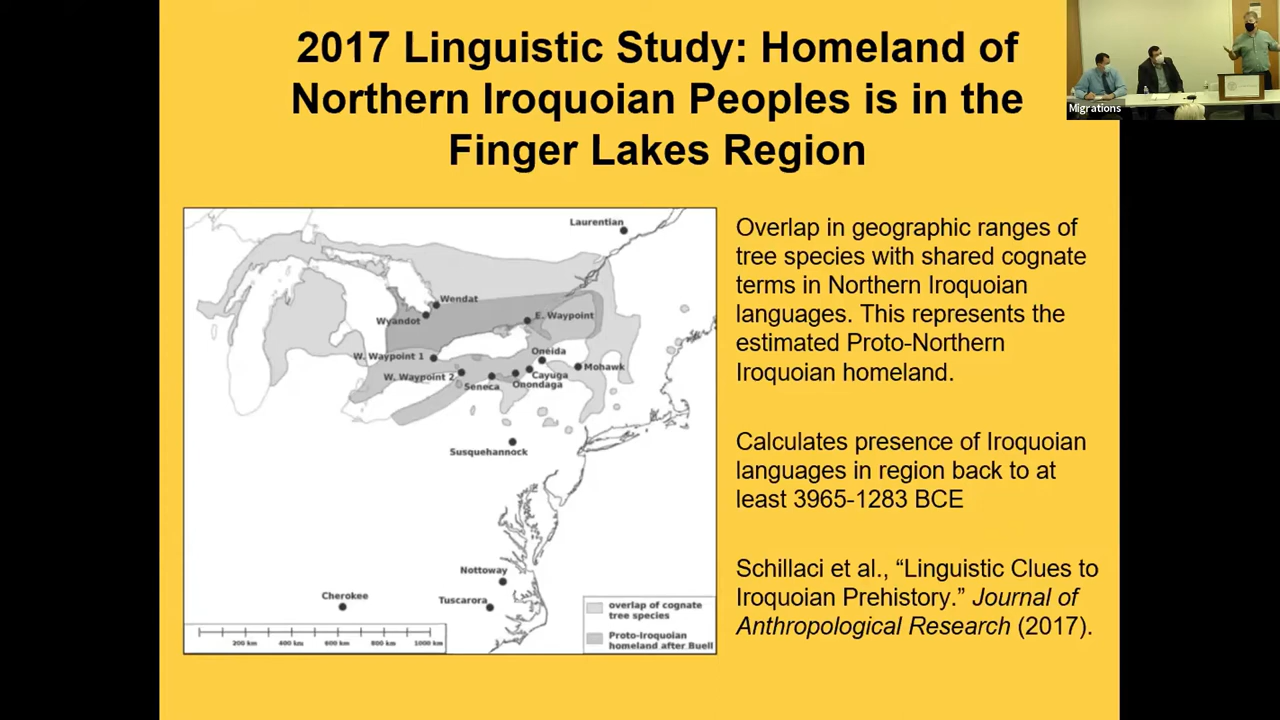 2017 Linguistic Study: Homeland of
Northern Iroquoian Peoples is in the
Finger Lakes Region
Migrations
Laurentian
Wendat
Wyandot
E. Waypoint
W. Waypoint 1
Oneida
Mohawk
W. Waypoint 2
Cayuga
Seneca
Onondaga
Susquehannock
Nottoway
Cherokee
Tuscarora
200 km 400 km 600 km 800 km 1000 km
overlap of cognate
tree species
Proto-Iroquoian
homeland after Buell
Overlap in geographic ranges of
tree species with shared cognate
terms in Northern Iroquoian
languages. This represents the
estimated Proto-Northern
Iroquoian homeland.
Calculates presence of Iroquoian
languages in region back to at
least 3965-1283 BCE
Schillaci et al., “Linguistic Clues to
Iroquoian Prehistory.” Journal of
Anthropological Research (2017).